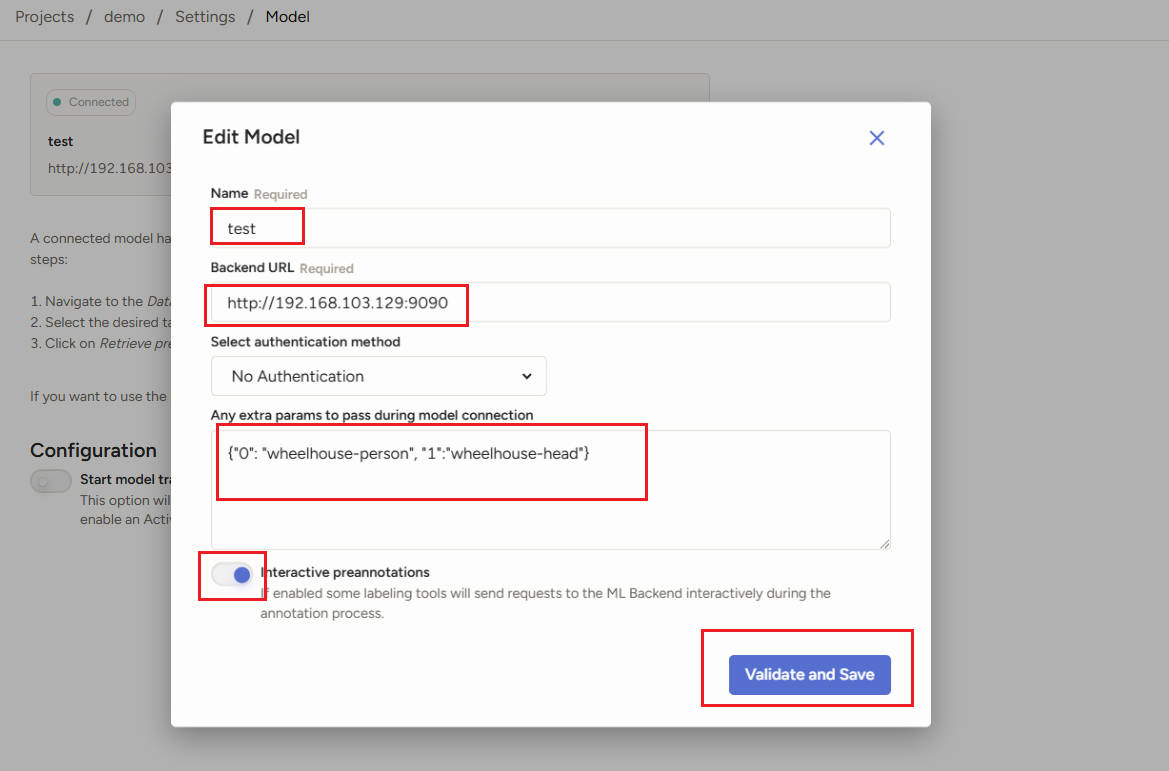 Projects / demo / Settings / Model
Connected
test
http://192.168.103
A connected model ha
steps:
1. Navigate to the Dat
2. Select the desired ta
3. Click on Retrieve pre
If you want to use the
Configuration
Start model tra
This option wil
enable an Activ
Edit Model
Name Required
test
Backend URL Required
http://192.168.103.129:9090
Select authentication method
No Authentication
Any extra params to pass during model connection
{"0": "wheelhouse-person", "1":"wheelhouse-head"}
Interactive preannotations
If enabled some labeling tools will send requests to the ML Backend interactively during the
annotation process.
Validate and Save